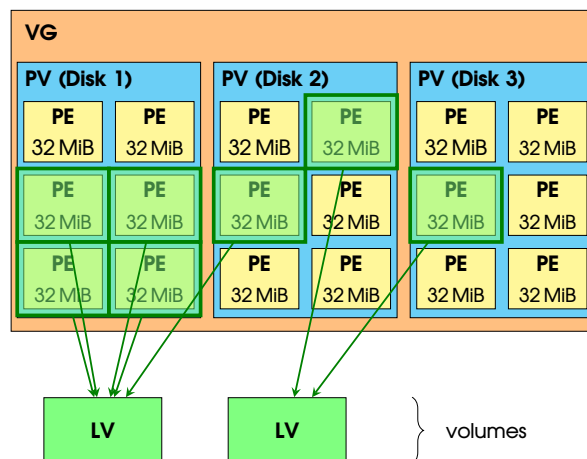 VG
PV (Disk 1) PV (Disk 2) PV (Disk 3)
PE PE PE PE PE PE
32 MiB 32 MiB 32 MiB 32 MiB 32 MiB 32 MiB
PE PE PE PE PE PE
32 MiB 32 MiB 32 MiB 32 MiB 32 MiB 32 MiB
PE PE PE PE PE PE
32 MiB 32 MiB 32 MiB 32 MiB 32 MiB 32 MiB
LV LV volumes